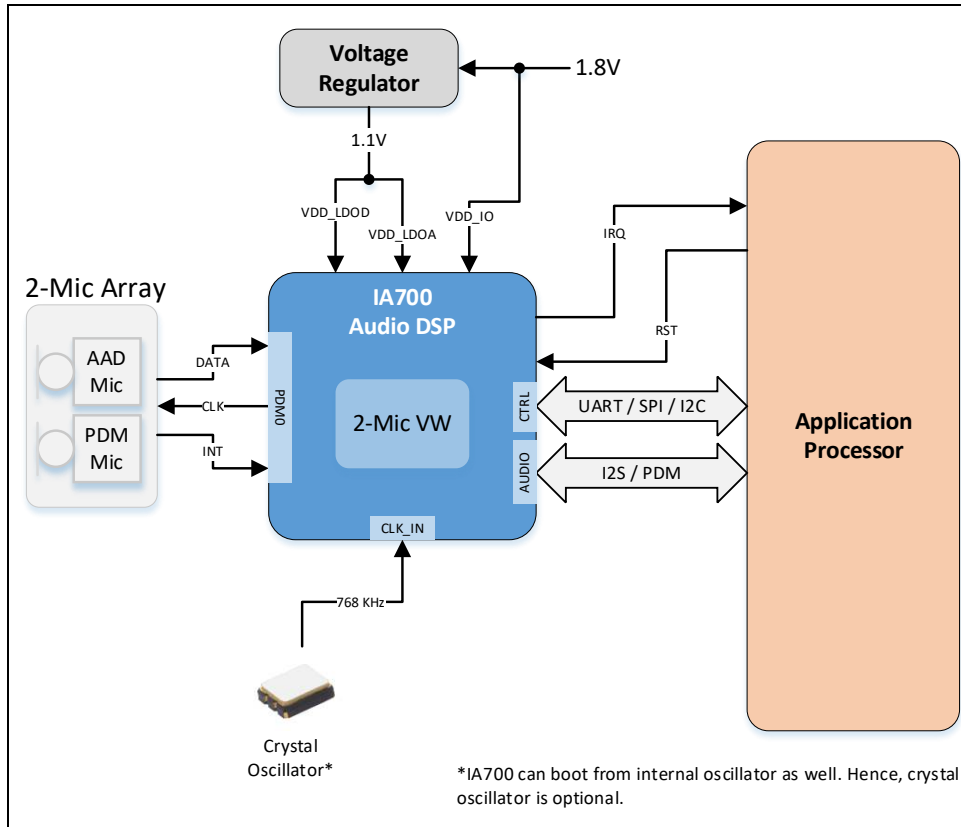 Voltage
Regulator
1.8V
1.1V
VDD_LDOD
VDD_LDOA
VDD_IO
IRQ
RST
2-Mic Array
AAD
Mic
PDM
Mic
DATA
CLK
INT
PDM0
IA700
Audio DSP
2-Mic VW
CTRL
AUDIO
UART / SPI / I2C
I2S / PDM
Application
Processor
CLK_IN
768 KHz
Crystal
Oscillator*
*IA700 can boot from internal oscillator as well. Hence, crystal
oscillator is optional.